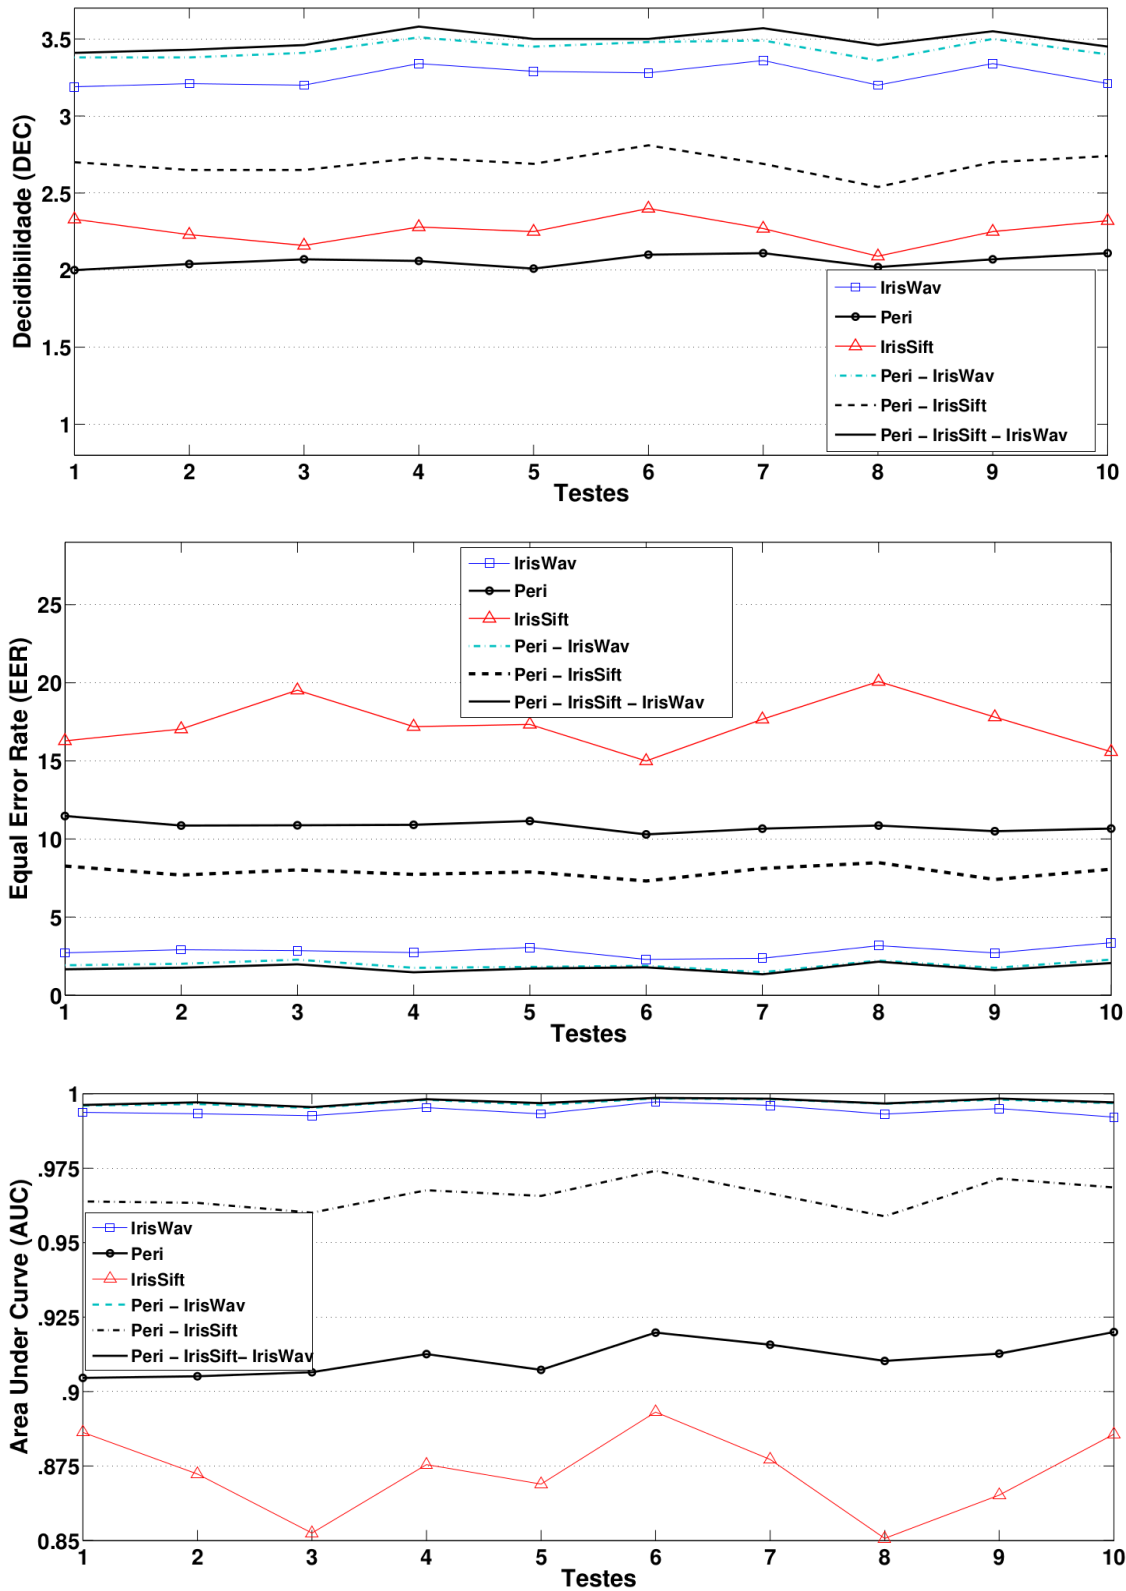 3.5
3
2.5
2
1.5
1
Decidibilidade (DEC)
IrisWav
Peri
IrisSift
Peri – IrisWav
Peri – IrisSift
Peri – IrisSift – IrisWav
1 2 3 4 5 6 7 8 9 10
Testes
25
20
15
10
5
0
Equal Error Rate (EER)
IrisWav
Peri
IrisSift
Peri – IrisWav
Peri – IrisSift
Peri – IrisSift – IrisWav
1 2 3 4 5 6 7 8 9 10
Testes
1
.975
0.95
.925
.9
.875
0.85
Area Under Curve (AUC)
IrisWav
Peri
IrisSift
Peri – IrisWav
Peri – IrisSift
Peri – IrisSift– IrisWav
1 2 3 4 5 6 7 8 9 10
Testes